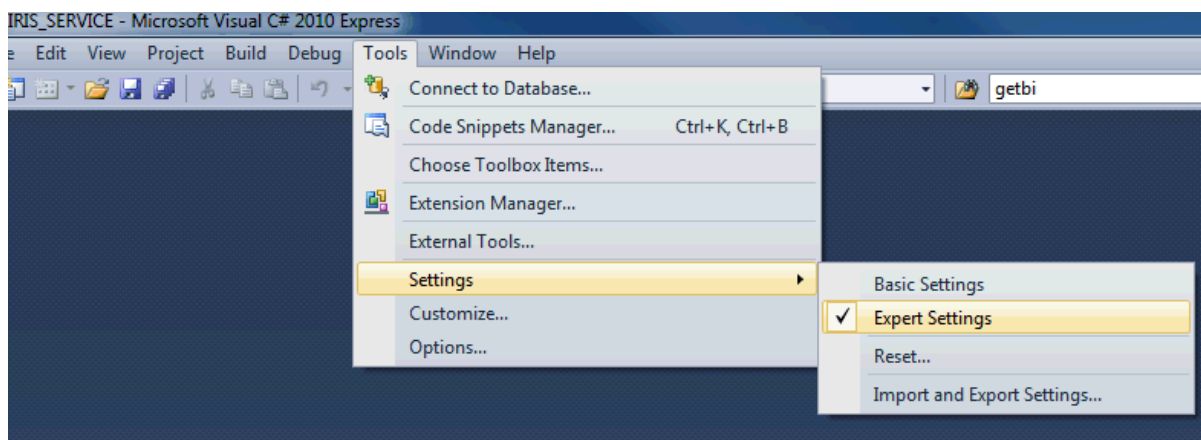 IRIS_SERVICE - Microsoft Visual C# 2010 Express
Edit View Project Build Debug Tools Window Help
getbi
Connect to Database...
Code Snippets Manager... Ctrl+K, Ctrl+B
Choose Toolbox Items...
Extension Manager...
External Tools...
Settings
Customize...
Options...
Basic Settings
Expert Settings
Reset...
Import and Export Settings...